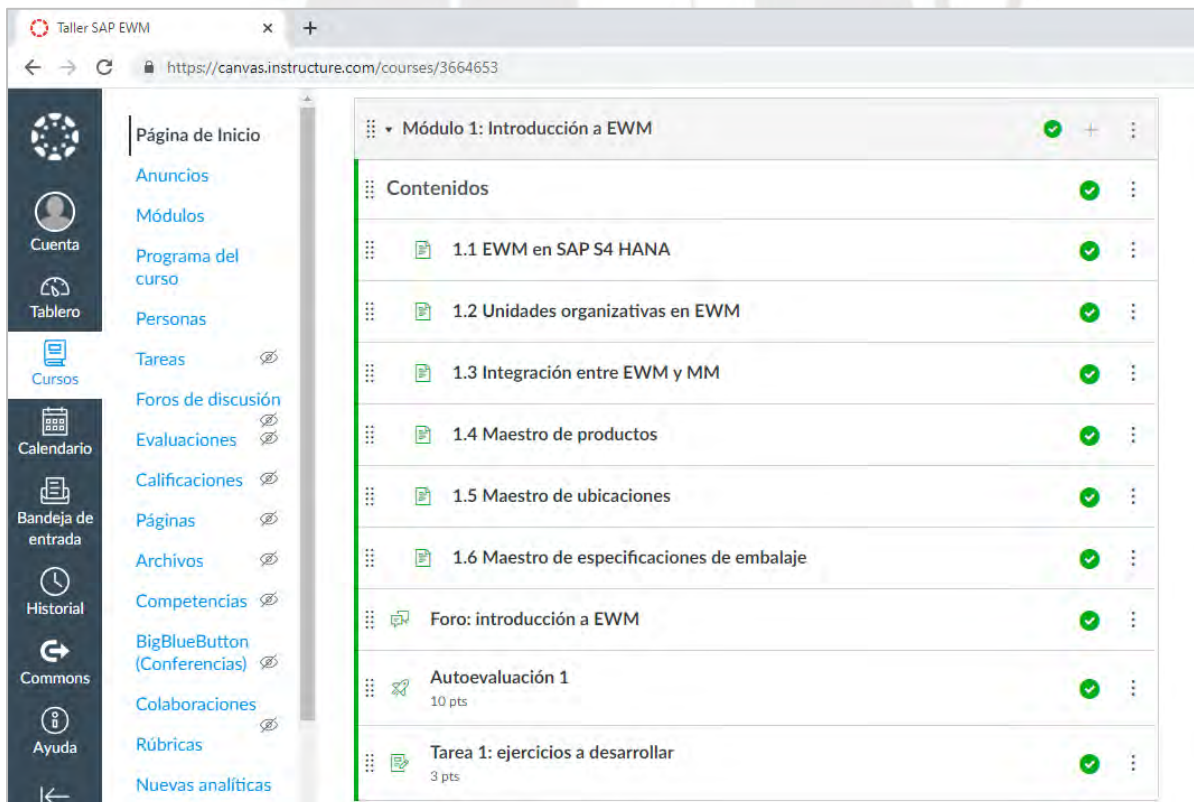 Taller SAP EWM
https://canvas.instructure.com/courses/3664653
Cuenta
Tablero
Cursos
Calendario
Bandeja de
entrada
Historial
Commons
Ayuda
Página de Inicio
Anuncios
Módulos
Programa del
curso
Personas
Tareas
Foros de discusión
Evaluaciones
Calificaciones
Páginas
Archivos
Competencias
BigBlueButton
(Conferencias)
Colaboraciones
Rúbricas
Nuevas analíticas
Módulo 1: Introducción a EWM
Contenidos
1.1 EWM en SAP S4 HANA
1.2 Unidades organizativas en EWM
1.3 Integración entre EWM y MM
1.4 Maestro de productos
1.5 Maestro de ubicaciones
1.6 Maestro de especificaciones de embalaje
Foro: introducción a EWM
Autoevaluación 1
10 pts
Tarea 1: ejercicios a desarrollar
3 pts